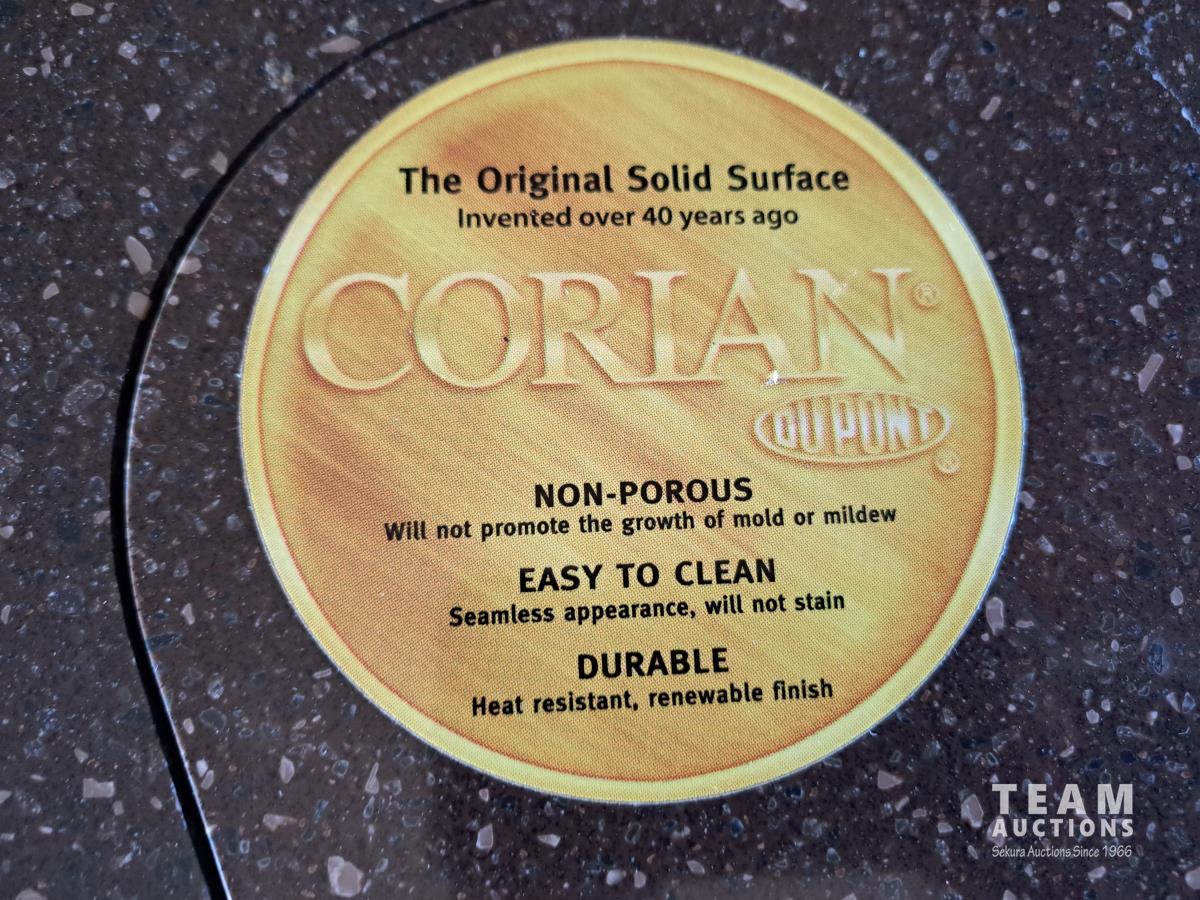 The Original Solid Surface
Invented over 40 years ago
CORIAN®
DU PONT®
NON-POROUS
Will not promote the growth of mold or mildew
EASY TO CLEAN
Seamless appearance, will not stain
DURABLE
Heat resistant, renewable finish
TEAM
AUCTIONS
Sekura Auctions Since 1966